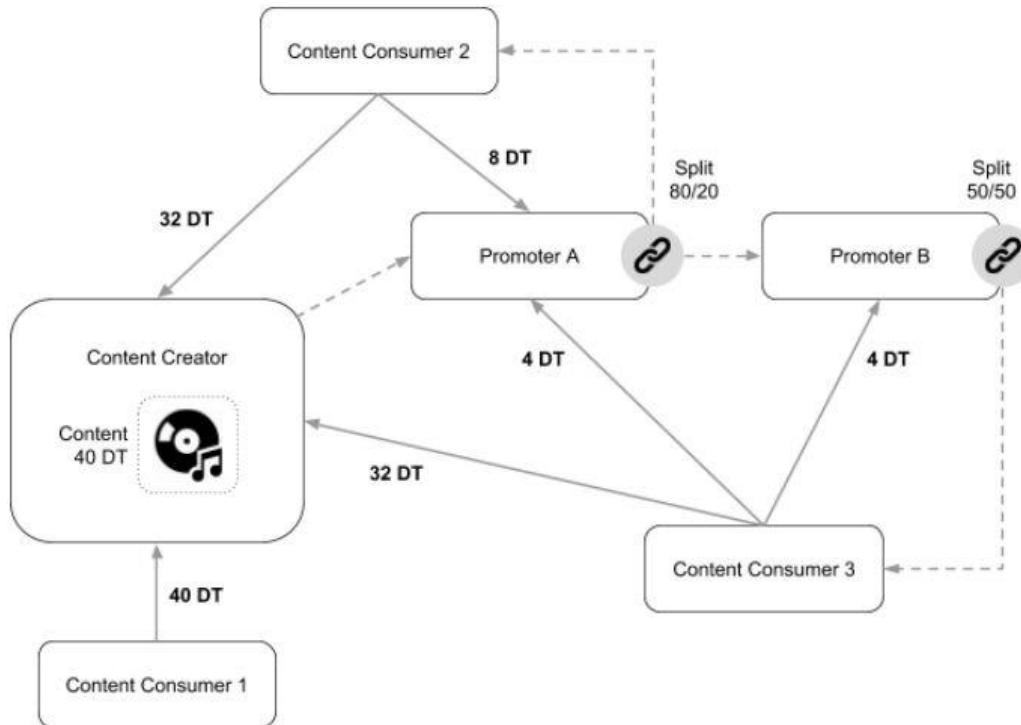 Content Consumer 2
8 DT
Split
80/20
Split
50/50
32 DT
Promoter A
Promoter B
Content Creator
4 DT
4 DT
Content
40 DT
32 DT
Content Consumer 3
40 DT
Content Consumer 1